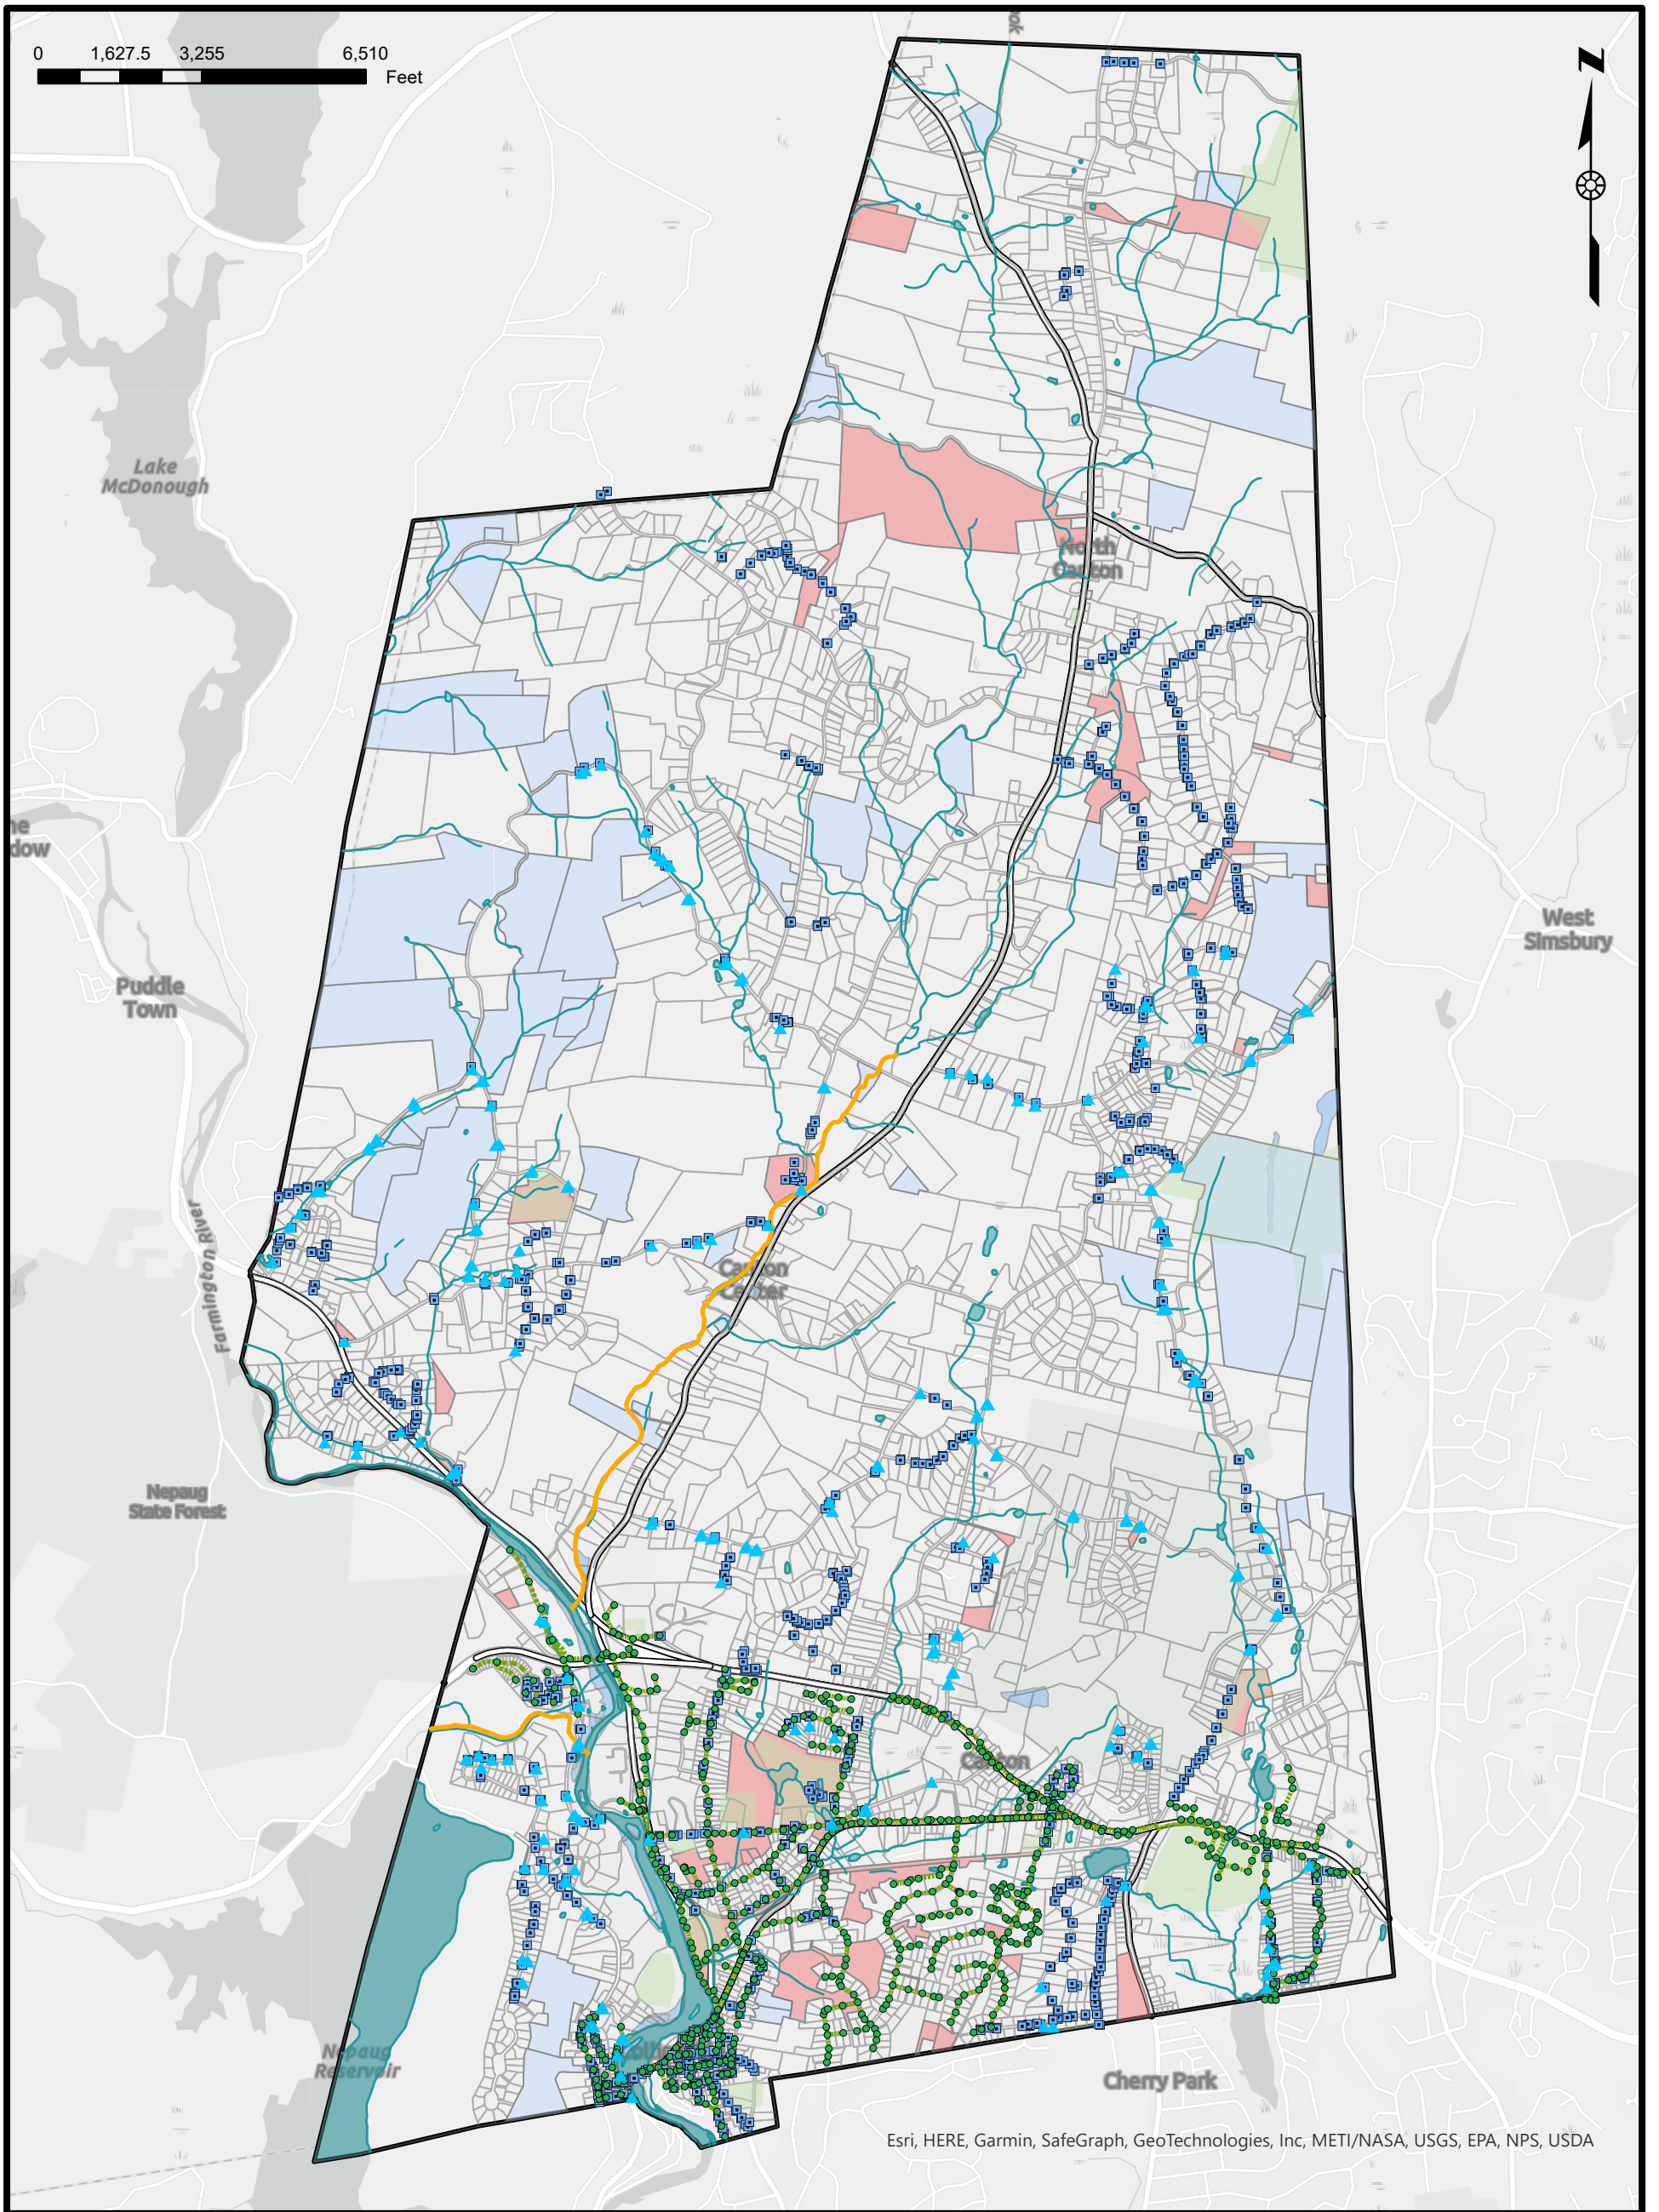 0 1,627.5 3,255 6,510
Feet
N
Lake
McDonough
North
Canton
West
Simsbury
Puddle
Town
Farmington River
Canton
Center
Nepaug
State Forest
Canton
Nepaug
Reservoir
Cherry Park
Esri, HERE, Garmin, SafeGraph, GeoTechnologies, Inc, METI/NASA, USGS, EPA, NPS, USDA